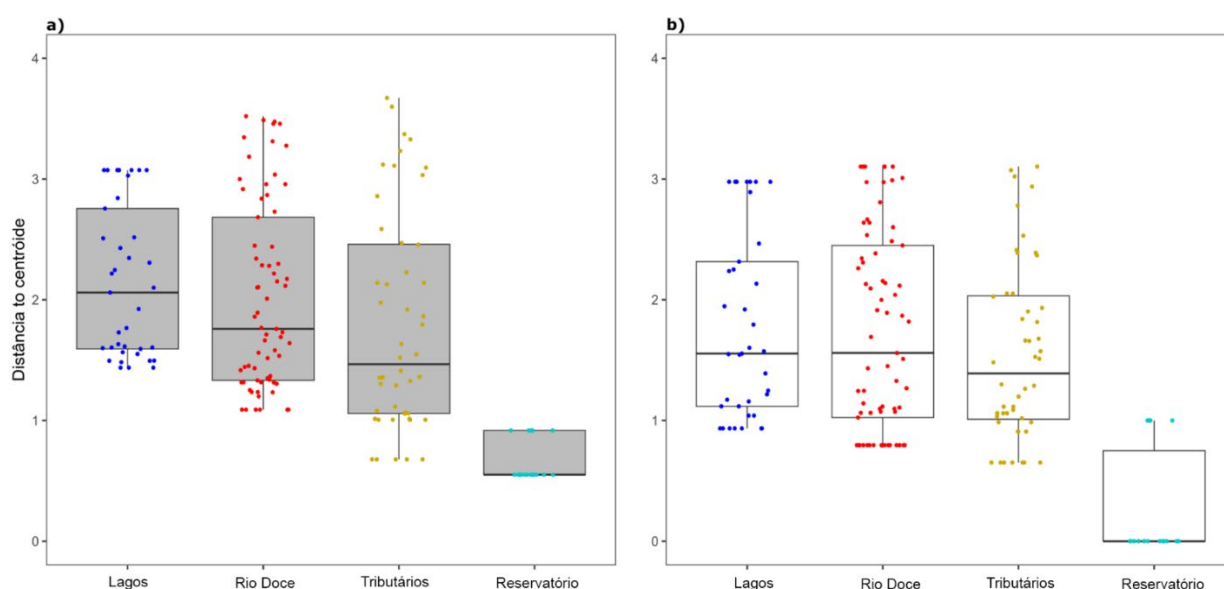 a)
Distância to centróide
4
3
2
1
0
Lagos Rio Doce Tributários Reservatório
b)
4
3
2
1
0
Lagos Rio Doce Tributários Reservatório